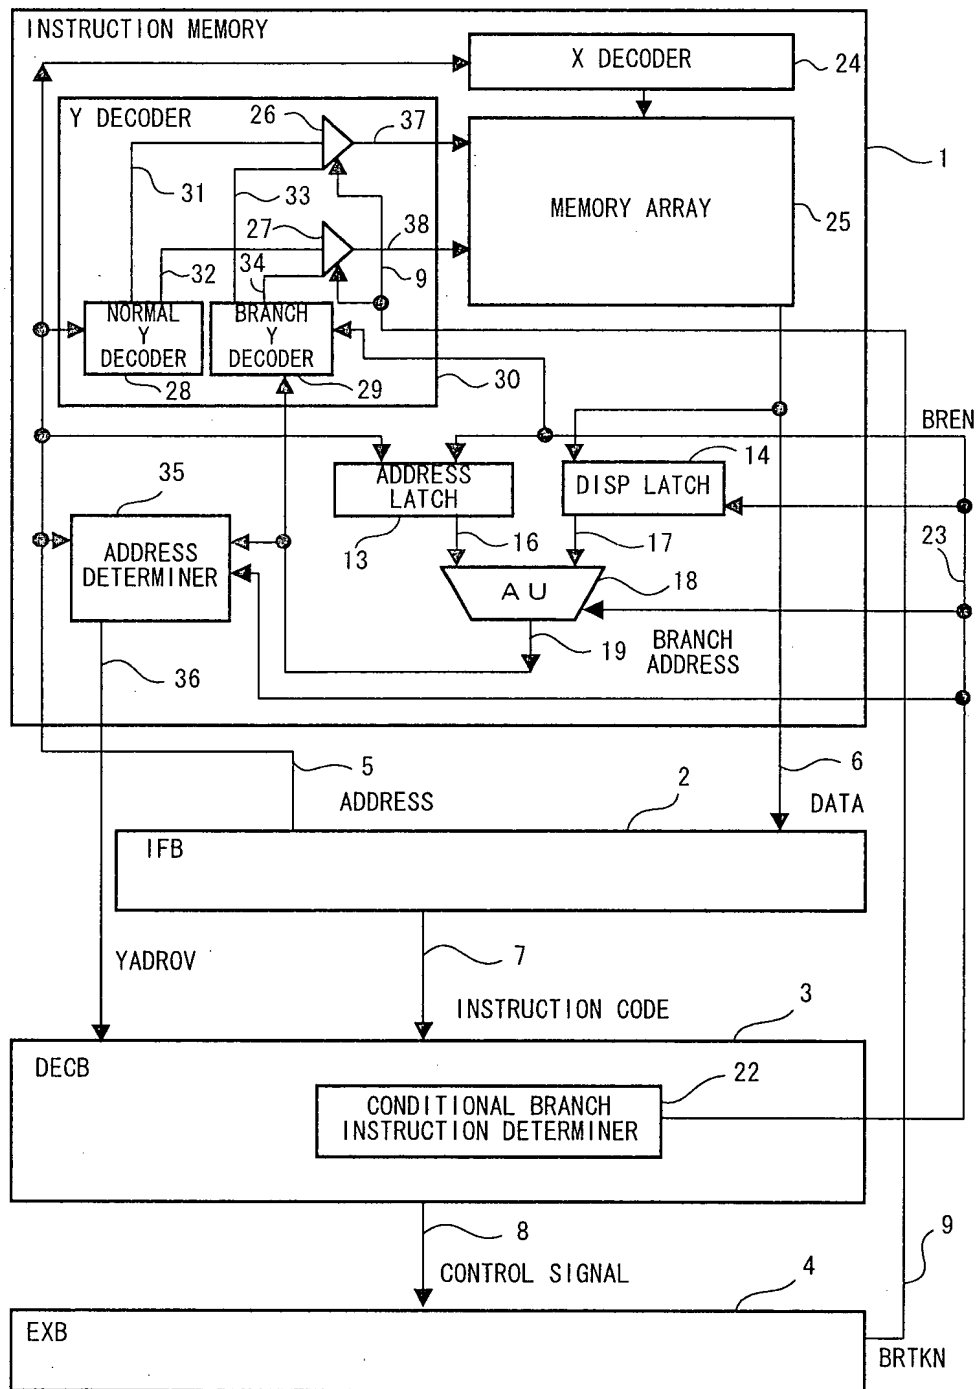 INSTRUCTION MEMORY
X DECODER
24
Y DECODER
26
37
1
31
33
MEMORY ARRAY
25
27
38
32
34
9
NORMAL
Y
DECODER
BRANCH
Y
DECODER
28
29
30
BREN
35
ADDRESS
LATCH
14
DISP LATCH
13
16
17
23
ADDRESS
DETERMINER
AU
18
19
BRANCH
ADDRESS
36
5
ADDRESS
2
6
DATA
IFB
YADROV
7
INSTRUCTION CODE
3
DECB
22
CONDITIONAL BRANCH
INSTRUCTION DETERMINER
8
CONTROL SIGNAL
9
4
EXB
BRTKN